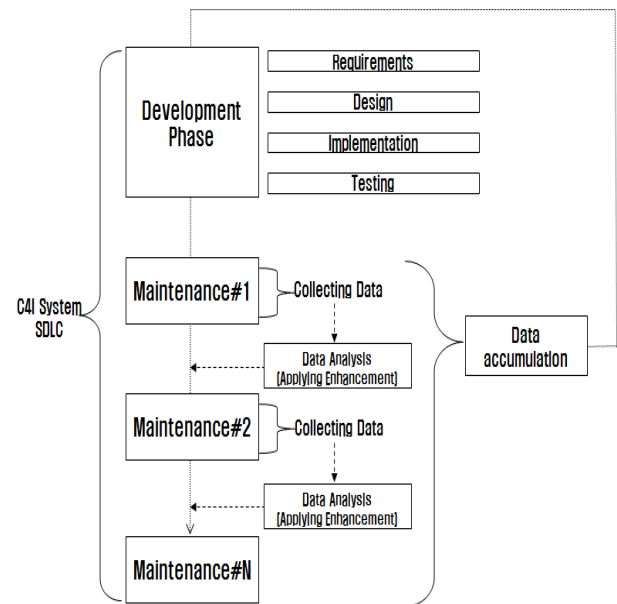 Development
Phase
Requirements
Design
Implementation
Testing
C4I System
SDLC
Maintenance#1
Collecting Data
Data Analysis
(Applying Enhancement)
Maintenance#2
Collecting Data
Data Analysis
(Applying Enhancement)
Maintenance#N
Data
accumulation